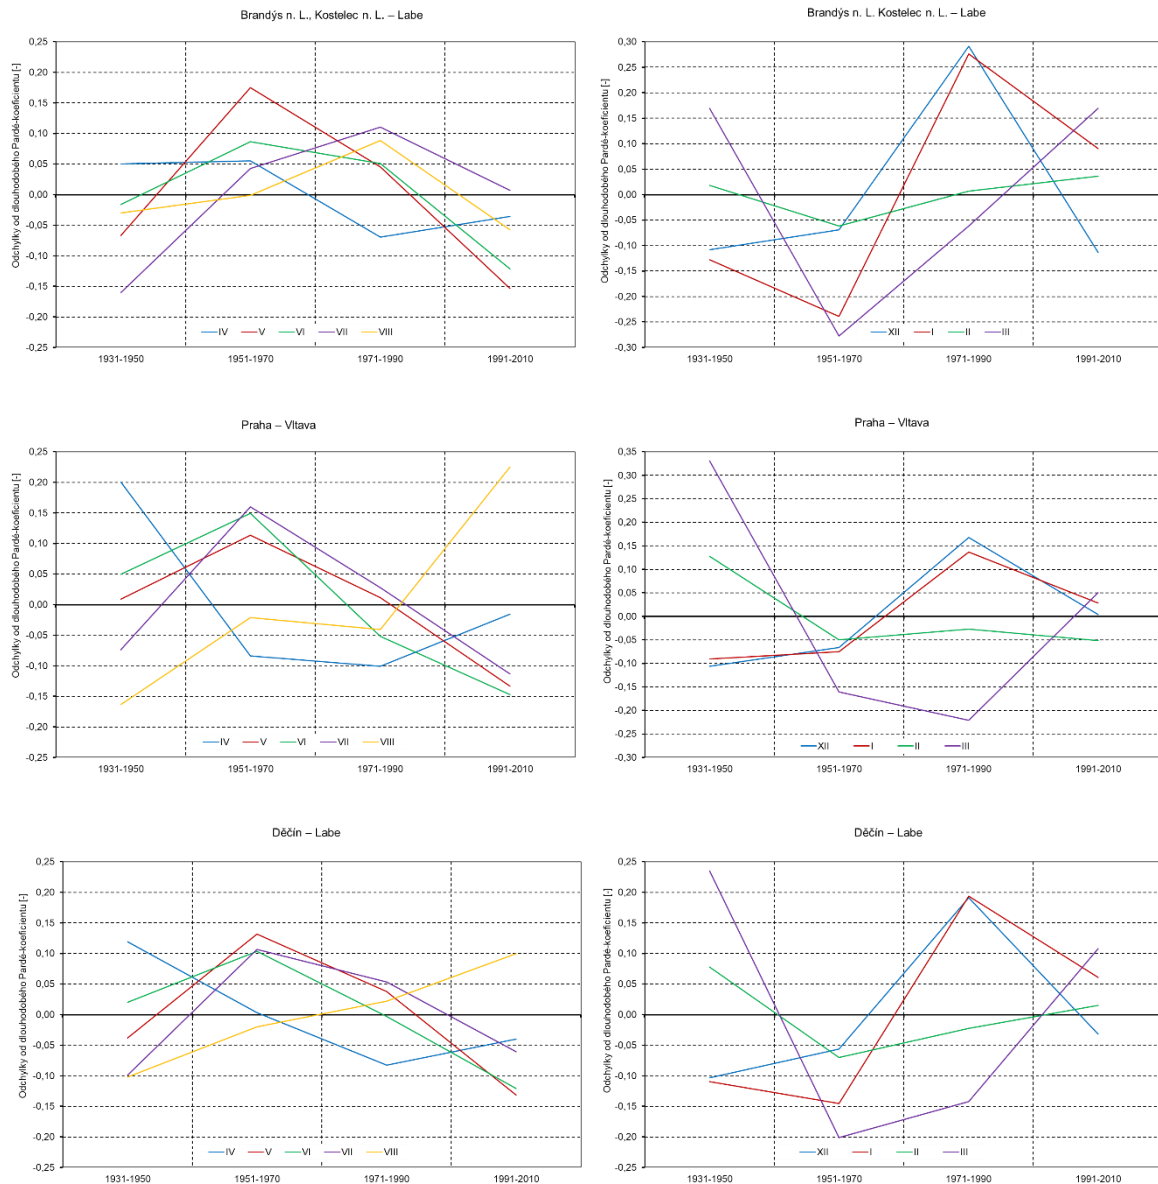 Brandýs n. L., Kostelec n. L. – Labe
Odchylky od dlouhodobého Pardé-koeficientu [-]
0,25
0,20
0,15
0,10
0,05
0,00
-0,05
-0,10
-0,15
-0,20
-0,25
IV V VI VII VIII
1931-1950 1951-1970 1971-1990 1991-2010
Brandýs n. L. Kostelec n. L. – Labe
Odchylky od dlouhodobého Pardé-koeficientu [-]
0,30
0,25
0,20
0,15
0,10
0,05
0,00
-0,05
-0,10
-0,15
-0,20
-0,25
-0,30
XII I II III
1931-1950 1951-1970 1971-1990 1991-2010
Praha – Vltava
Odchylky od dlouhodobého Pardé-koeficientu [-]
0,25
0,20
0,15
0,10
0,05
0,00
-0,05
-0,10
-0,15
-0,20
-0,25
IV V VI VII VIII
1931-1950 1951-1970 1971-1990 1991-2010
Praha – Vltava
Odchylky od dlouhodobého Pardé-koeficientu [-]
0,35
0,30
0,25
0,20
0,15
0,10
0,05
0,00
-0,05
-0,10
-0,15
-0,20
-0,25
-0,30
XII I II III
1931-1950 1951-1970 1971-1990 1991-2010
Děčín – Labe
Odchylky od dlouhodobého Pardé-koeficientu [-]
0,25
0,20
0,15
0,10
0,05
0,00
-0,05
-0,10
-0,15
-0,20
-0,25
IV V VI VII VIII
1931-1950 1951-1970 1971-1990 1991-2010
Děčín – Labe
Odchylky od dlouhodobého Pardé-koeficientu [-]
0,25
0,20
0,15
0,10
0,05
0,00
-0,05
-0,10
-0,15
-0,20
-0,25
XII I II III
1931-1950 1951-1970 1971-1990 1991-2010